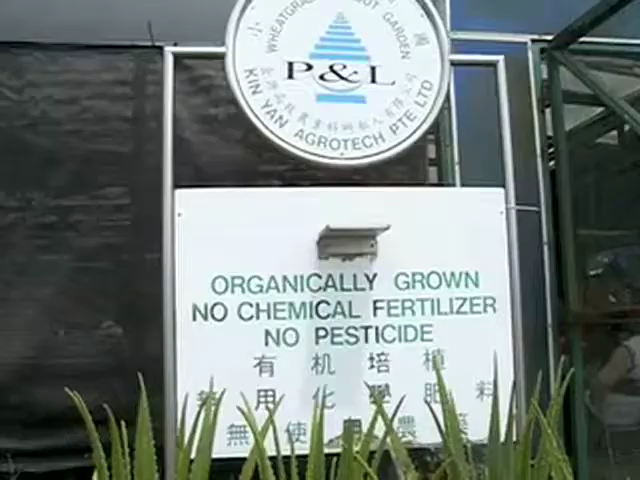 WHEATGRASS
GARDEN
P&L
KIN YAN AGROTECH PTE LTD
ORGANICALLY GROWN
NO CHEMICAL FERTILIZER
NO PESTICIDE
有机培植
用化學肥料
無使用農藥